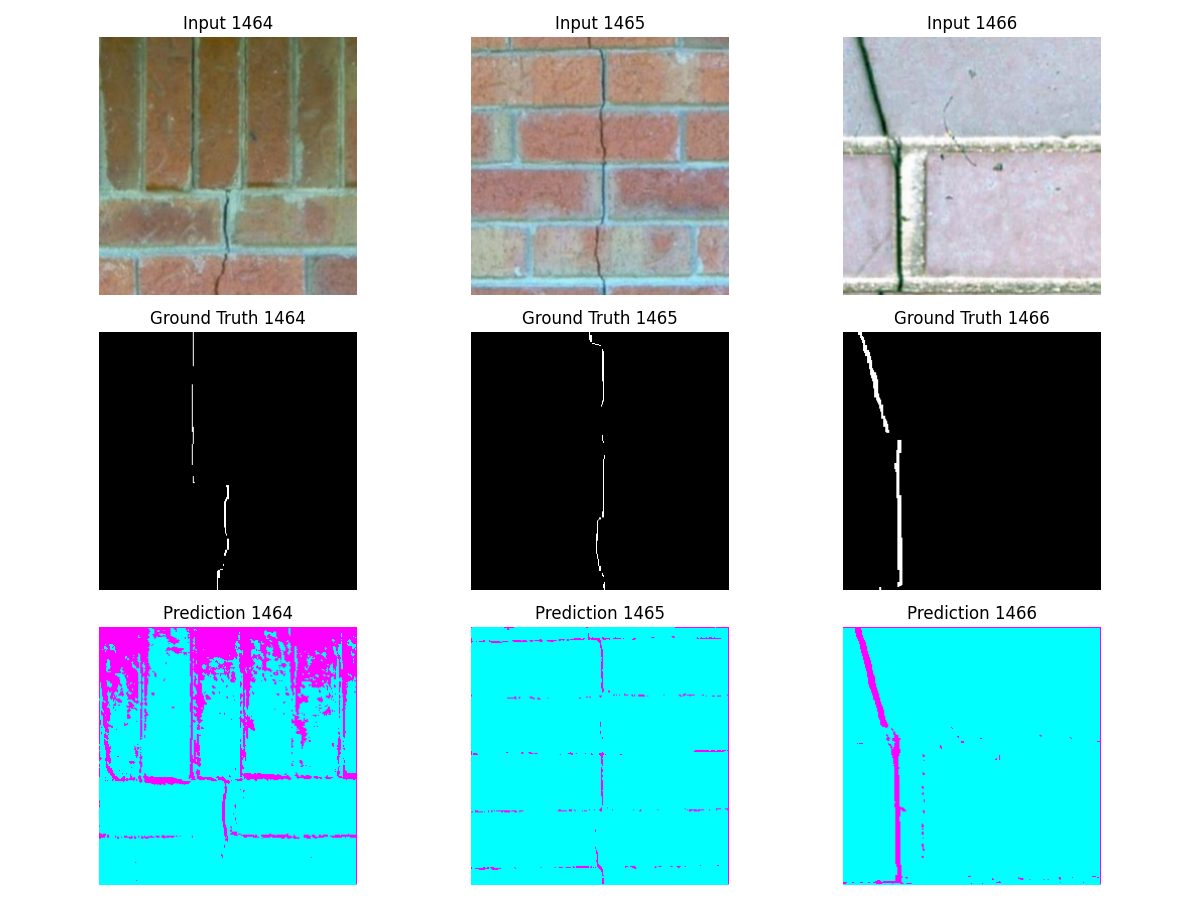 Input 1464
Input 1465
Input 1466
Ground Truth 1464
Ground Truth 1465
Ground Truth 1466
Prediction 1464
Prediction 1465
Prediction 1466